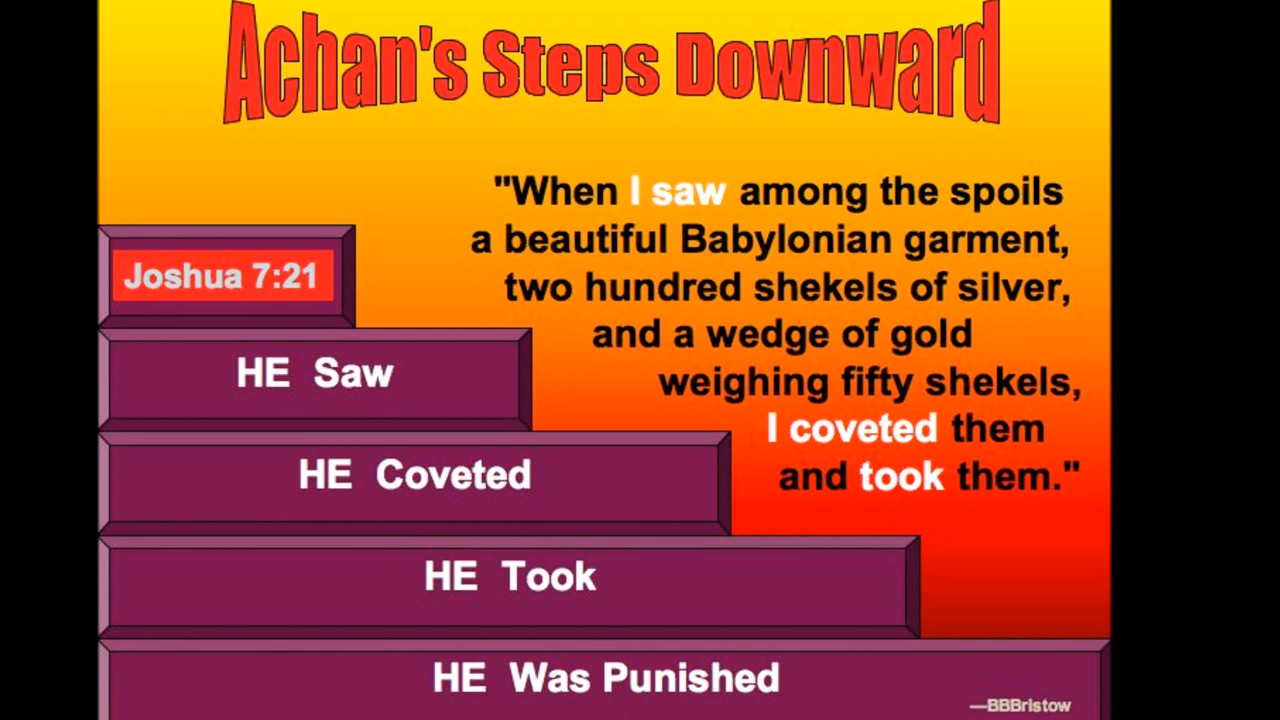 Achan's Steps Downward
"When I saw among the spoils
a beautiful Babylonian garment,
two hundred shekels of silver,
and a wedge of gold
weighing fifty shekels,
I coveted them
and took them."
Joshua 7:21
HE Saw
HE Coveted
HE Took
HE Was Punished
—BBBristow